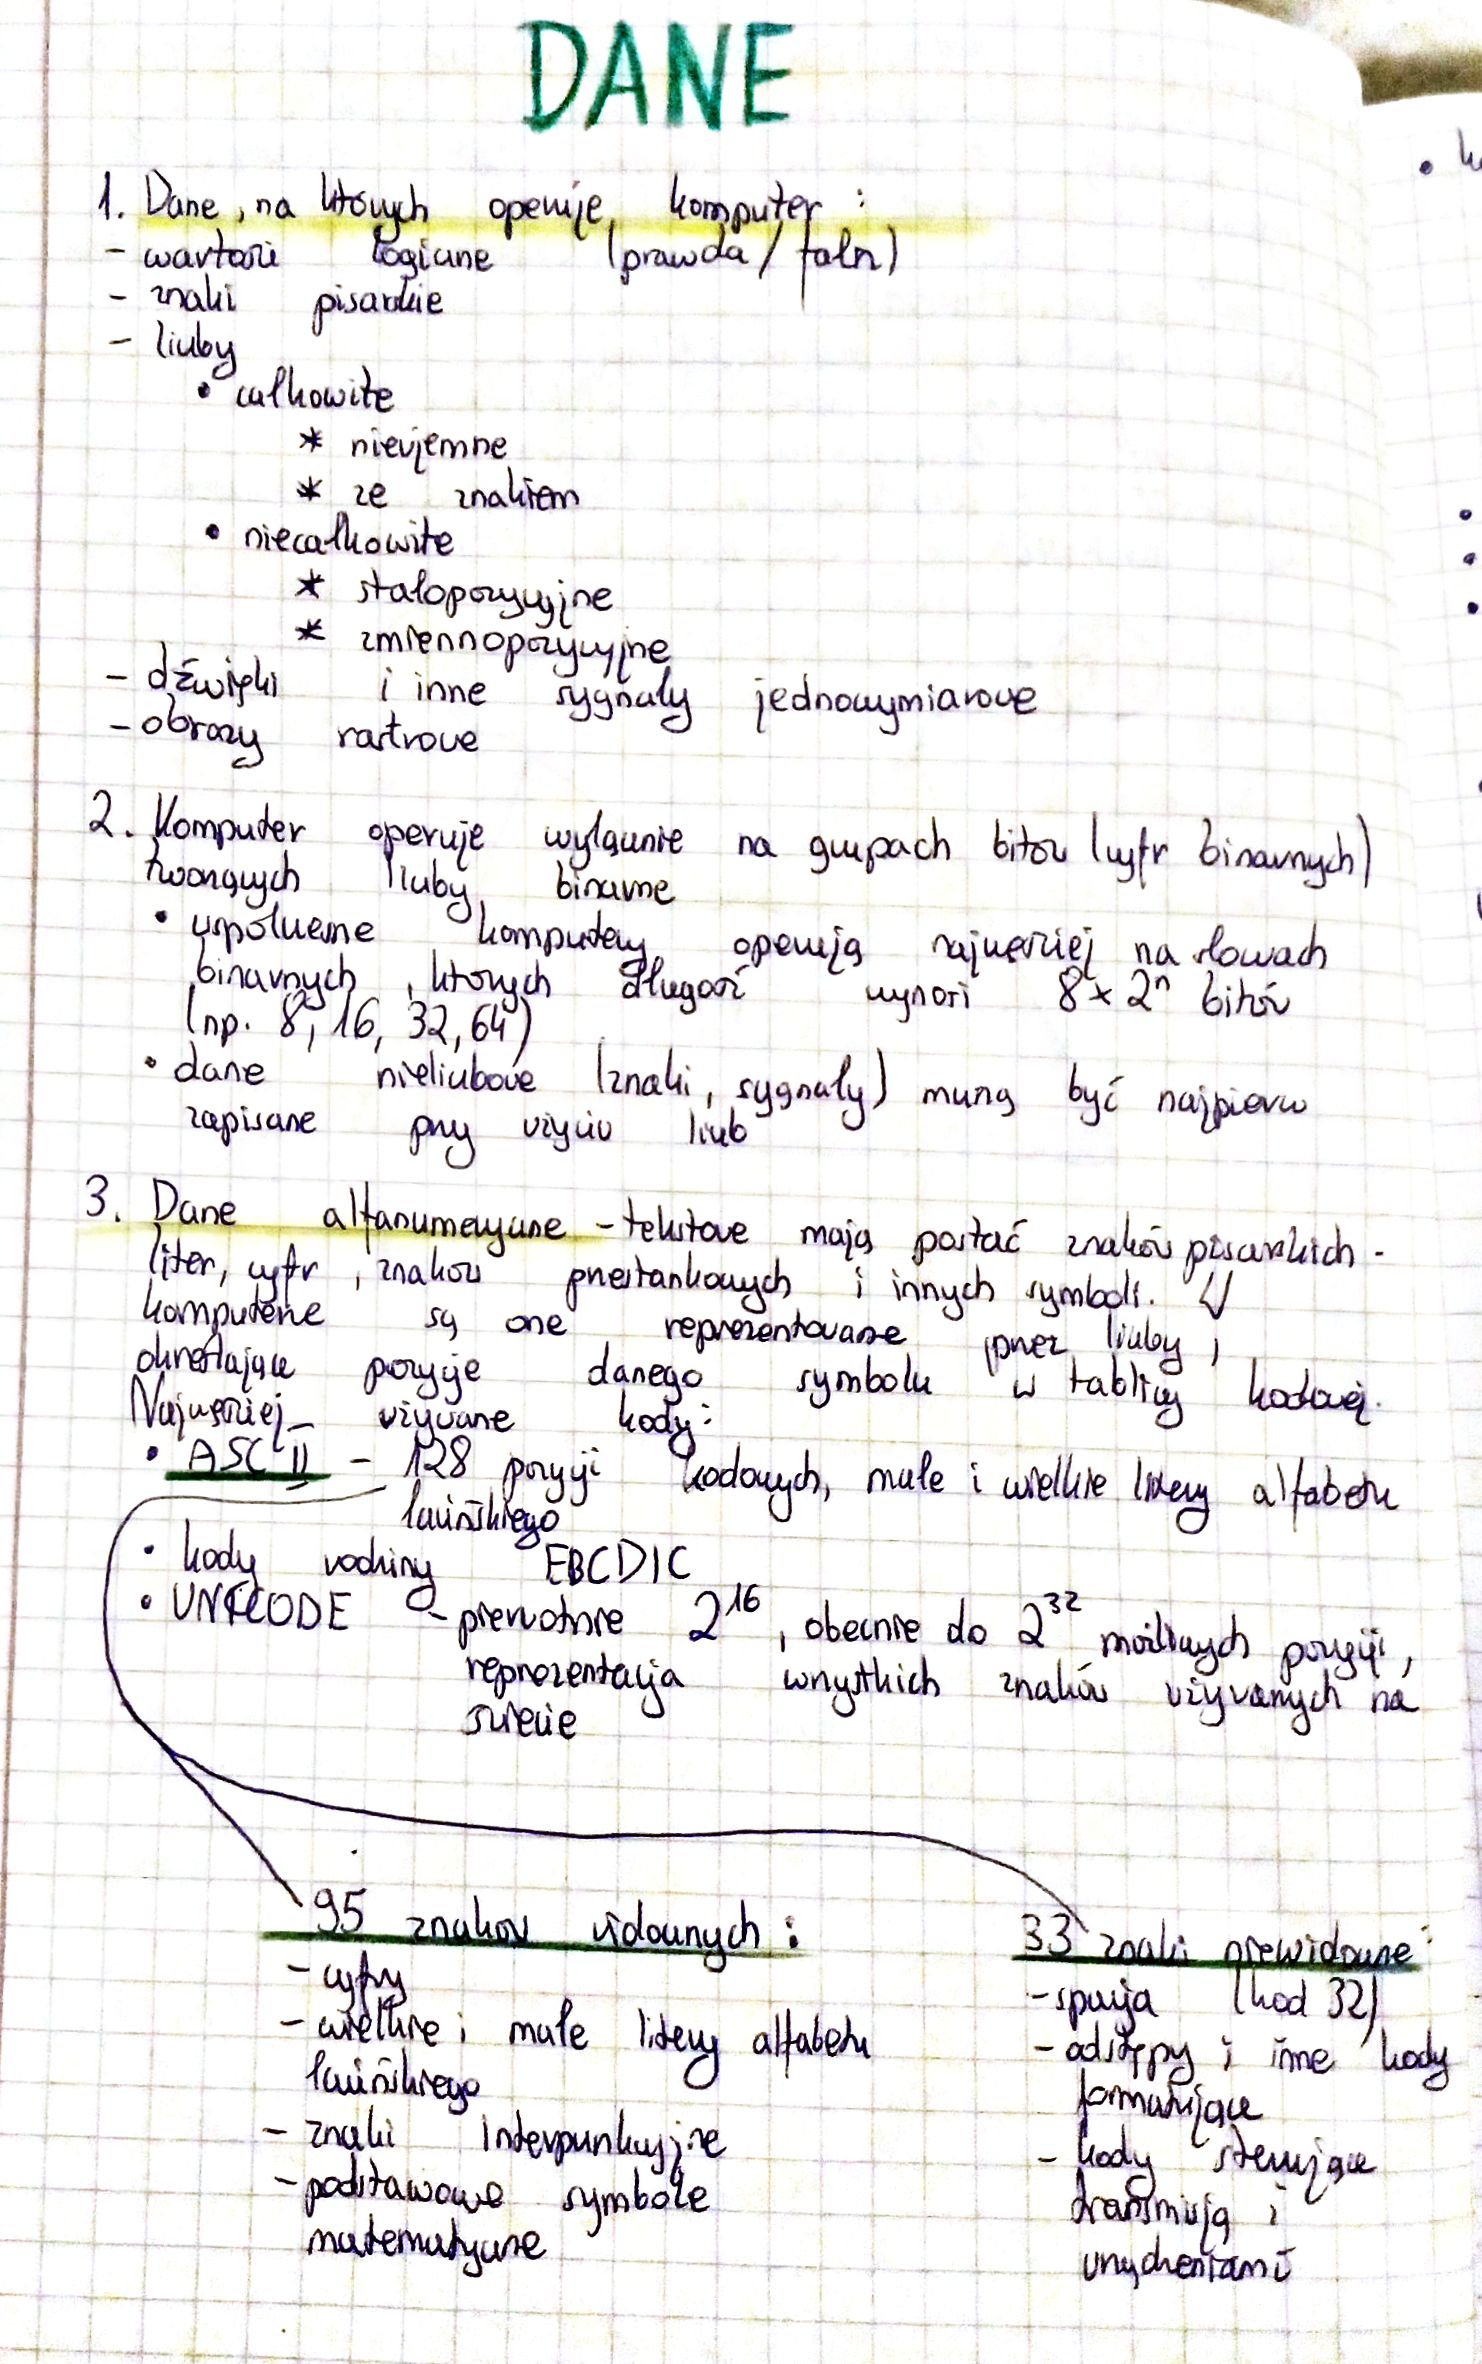 DANE
1. Dane, na których operuje komputer:
- wartości logiczne (prawda / fałsz)
- znaki pisarskie
- liczby
• całkowite
* nieujemne
* ze znakiem
• niecałkowite
* stałopozycyjne
* zmiennopozycyjne
- dźwięki i inne sygnały jednowymiarowe
- obrazy rastrowe
2. Komputer operuje wyłącznie na grupach bitów (cyfr binarnych)
tworzących liczby binarne
• współczesne komputery operują najczęściej na słowach
binarnych, których długość wynosi 8 × 2ⁿ bitów
(np. 8, 16, 32, 64)
• dane nieliczbowe (znaki, sygnały) muszą być najpierw
zapisane przy użyciu liczb
3. Dane alfanumeryczne - tekstowe mają postać znaków pisarskich -
liter, cyfr, znaków przestankowych i innych symboli. W
komputerze są one reprezentowane przez liczby,
określające pozycje danego symbolu w tablicy kodowej.
Najczęściej używane kody:
• ASCII - 128 pozycji kodowych, małe i wielkie litery alfabetu
łacińskiego
• kody rodziny EBCDIC
• UNICODE - pierwotnie 2¹⁶, obecnie do 2³² możliwych pozycji,
reprezentacja wszystkich znaków używanych na
świecie
95 znaków widocznych:
- cyfry
- wielkie i małe litery alfabetu
łacińskiego
- znaki interpunkcyjne
- podstawowe symbole
matematyczne
33 znaki niewidoczne:
- spacja (kod 32)
- odstępy i inne kody
formatujące
- kody sterujące
transmisją i
urządzeniami